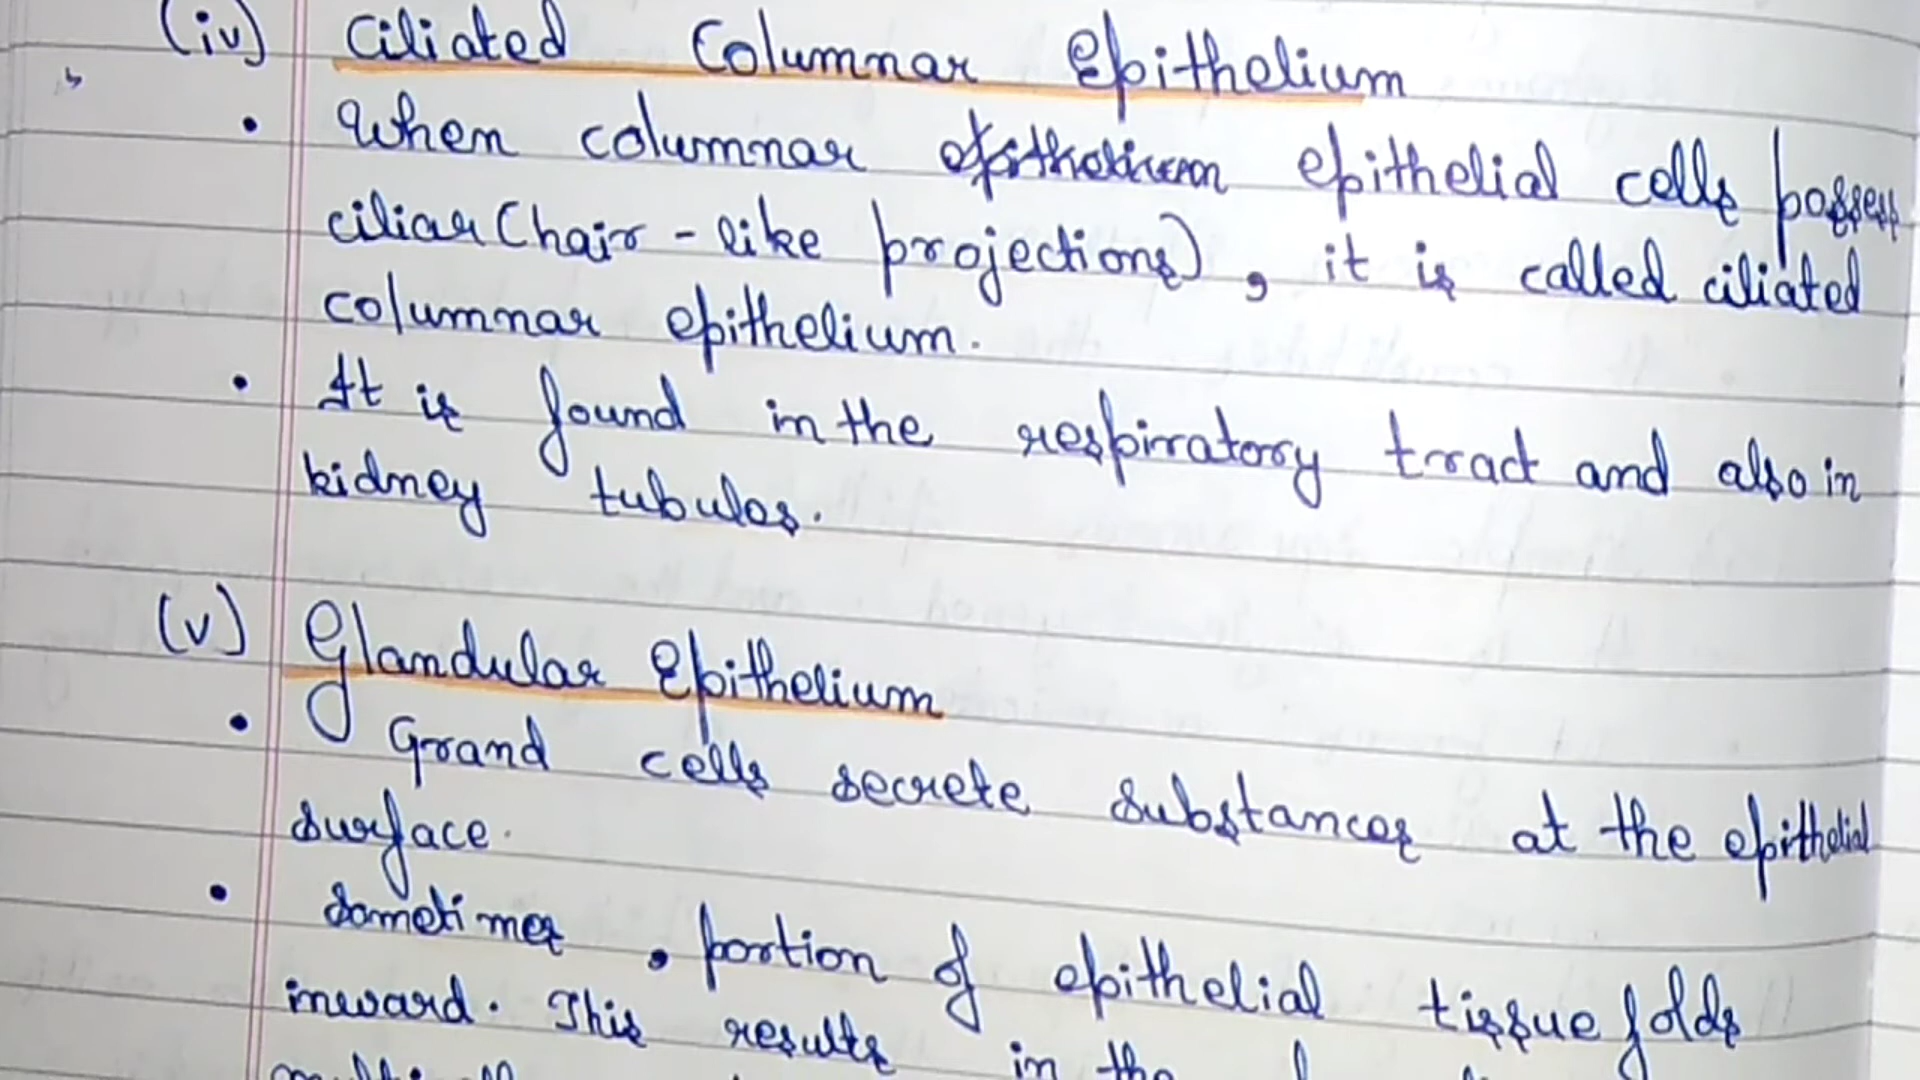 (iv) Ciliated Columnar Epithelium
• When columnar epithelium epithelial cells possess
ciliar (hair-like projections), it is called ciliated
columnar epithelium.
• It is found in the respirratory tract and also in
kidney tubules.
(v) Glandular Epithelium
• Grand cells secrete substances at the epithelial
surface.
• Sometimes, portion of epithelial tissue folds
inward. This results in the